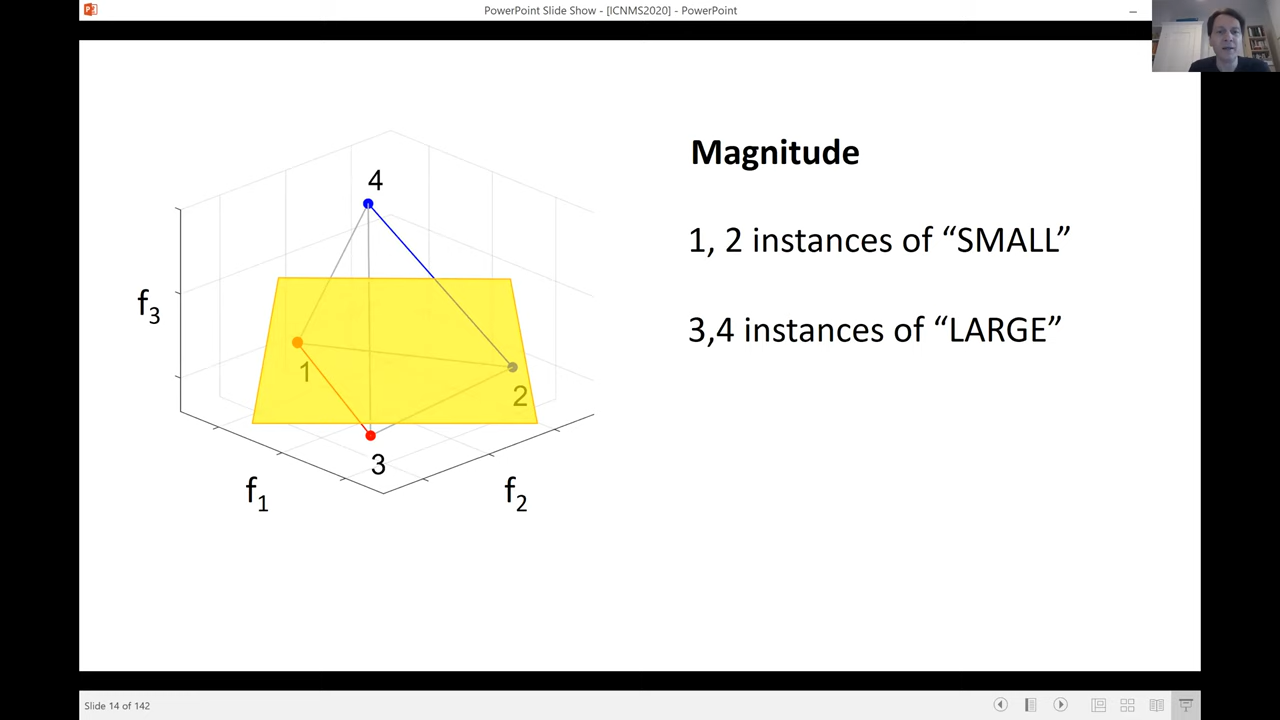 PowerPoint Slide Show - [ICNMS2020] - PowerPoint
Magnitude
1, 2 instances of “SMALL”
3,4 instances of “LARGE”
4
f3
1
2
3
f1
f2
Slide 14 of 142